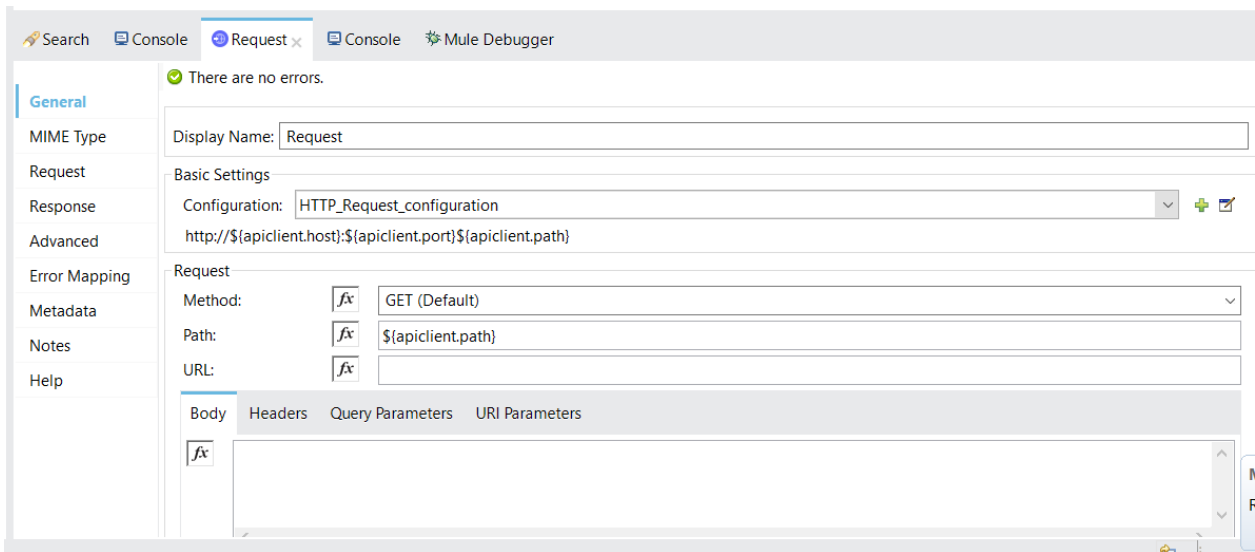 Search Console Request Console Mule Debugger
There are no errors.
General
MIME Type
Request
Response
Advanced
Error Mapping
Metadata
Notes
Help
Display Name: Request
Basic Settings
Configuration: HTTP_Request_configuration
http://${apiclient.host}:${apiclient.port}${apiclient.path}
Request
Method: fx GET (Default)
Path: fx ${apiclient.path}
URL: fx
Body Headers Query Parameters URI Parameters
fx